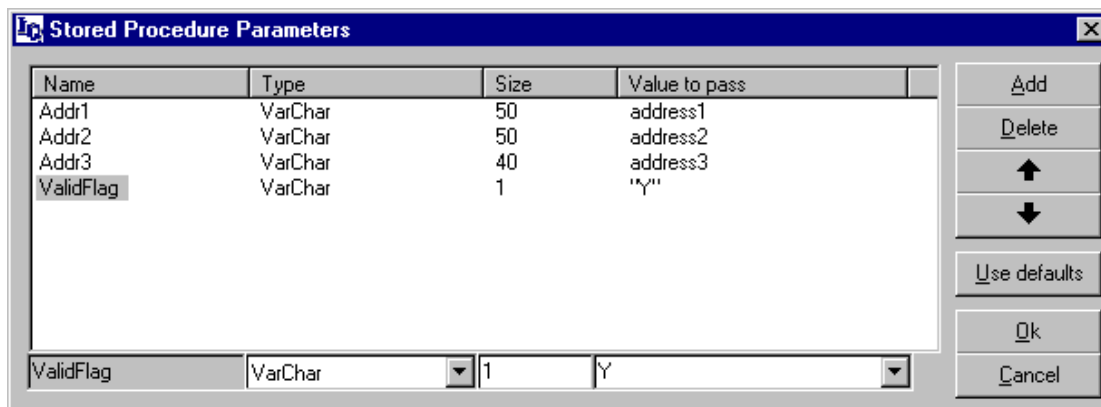 Stored Procedure Parameters
Name Type Size Value to pass
Addr1 VarChar 50 address1
Addr2 VarChar 50 address2
Addr3 VarChar 40 address3
ValidFlag VarChar 1 "Y"
ValidFlag VarChar 1 Y
Add
Delete
Use defaults
Ok
Cancel